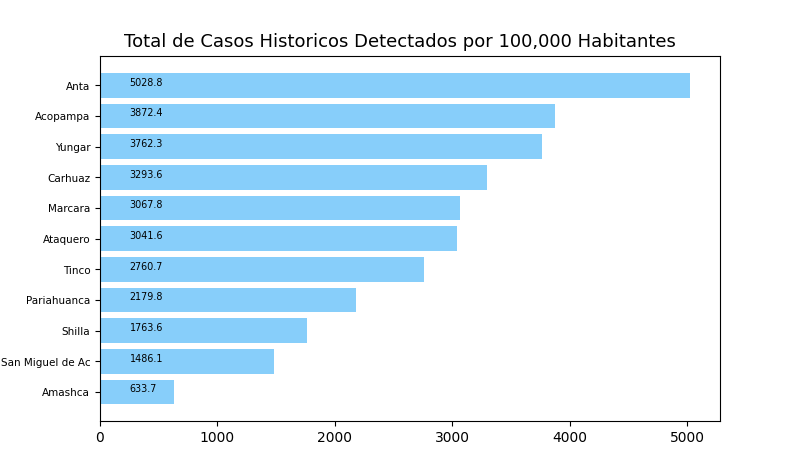 Total de Casos Historicos Detectados por 100,000 Habitantes
Anta 5028.8
Acopampa 3872.4
Yungar 3762.3
Carhuaz 3293.6
Marcara 3067.8
Ataquero 3041.6
Tinco 2760.7
Pariahuanca 2179.8
Shilla 1763.6
San Miguel de Ac 1486.1
Amashca 633.7
0 1000 2000 3000 4000 5000